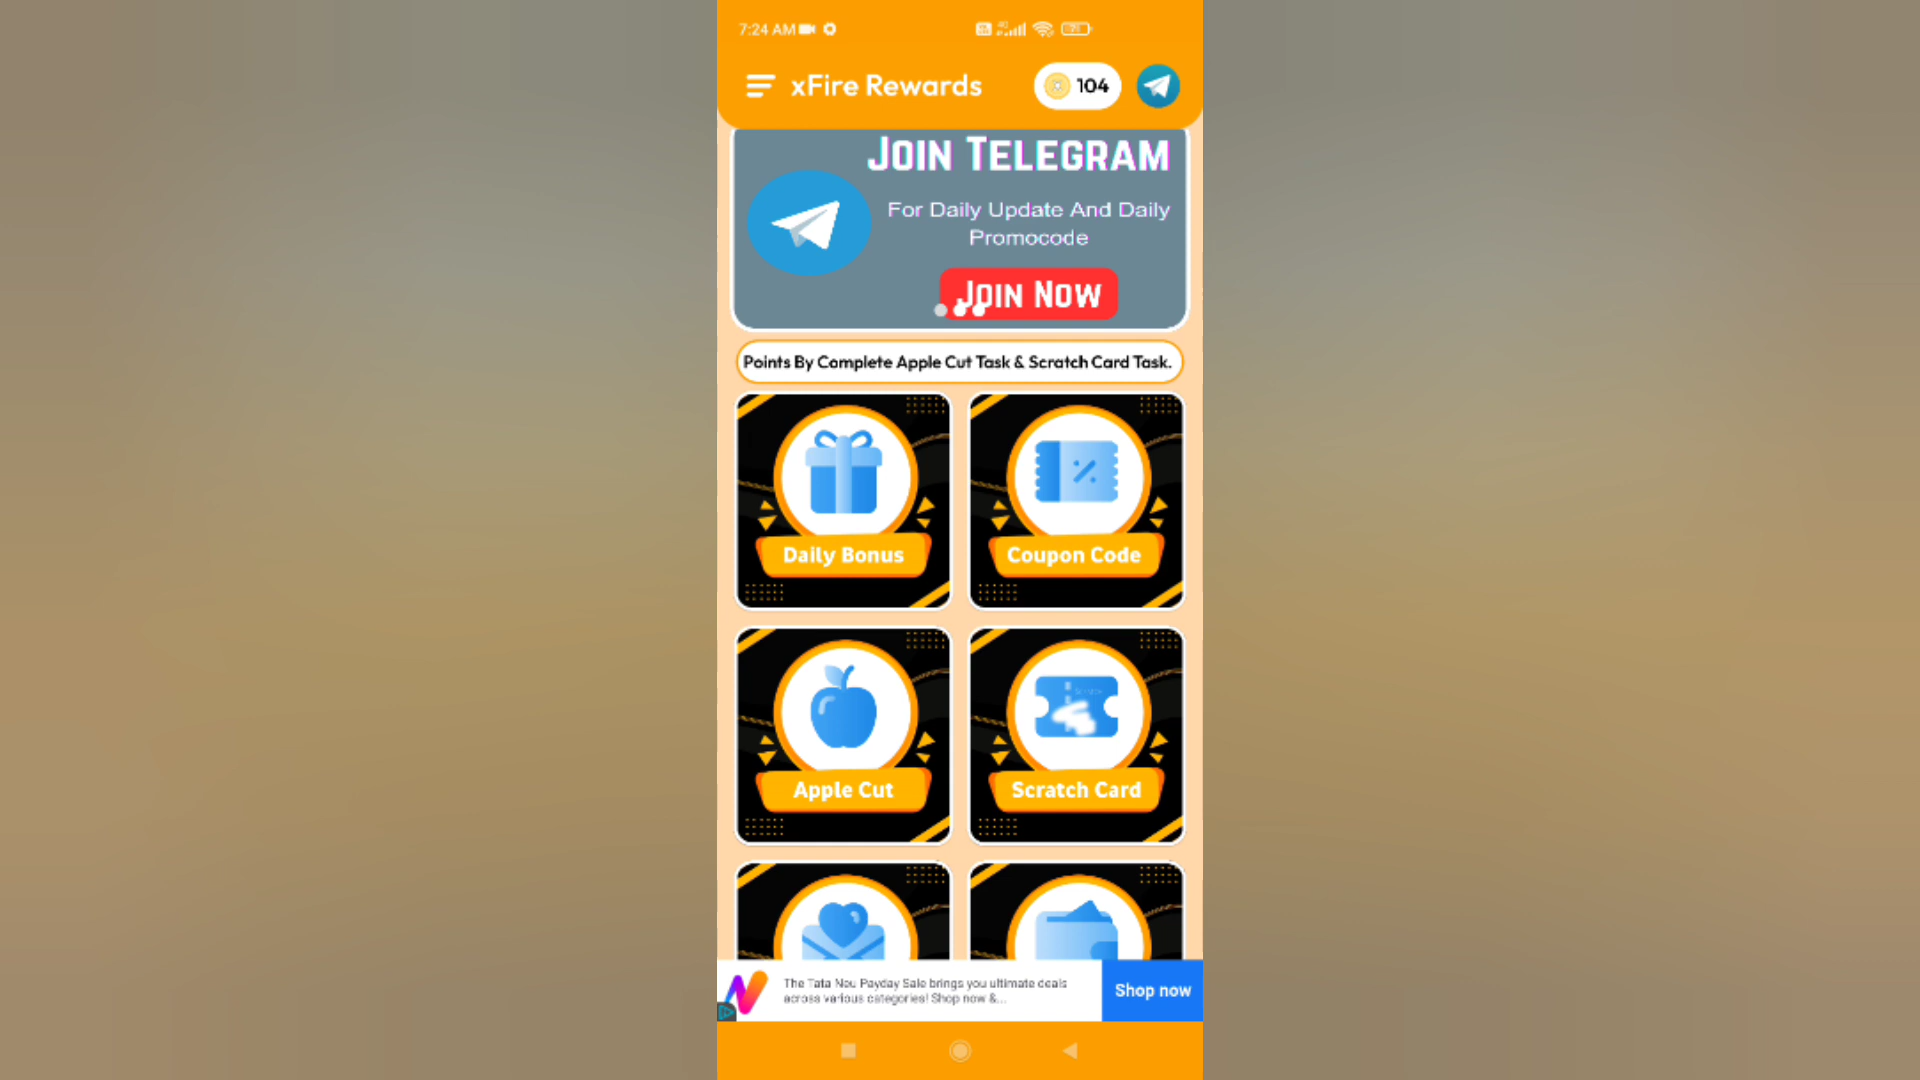 7:24 AM
xFire Rewards
104
JOIN TELEGRAM
For Daily Update And Daily
Promocode
JOIN NOW
Points By Complete Apple Cut Task & Scratch Card Task.
Daily Bonus
Coupon Code
Apple Cut
Scratch Card
The Tata Neu Payday Sale brings you ultimate deals
across various categories! Shop now &...
Shop now